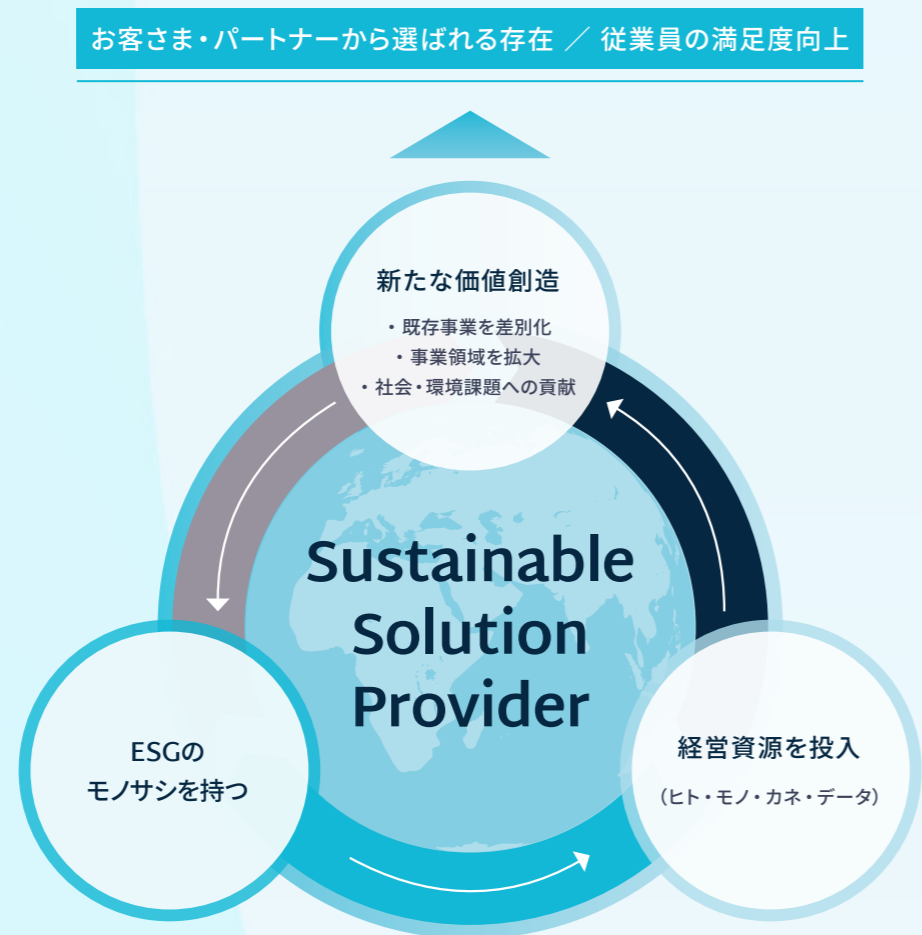 お客さま・パートナーから選ばれる存在 ／ 従業員の満足度向上
新たな価値創造
・既存事業を差別化
・事業領域を拡大
・社会・環境課題への貢献
Sustainable
Solution
Provider
ESGの
モノサシを持つ
経営資源を投入
（ヒト・モノ・カネ・データ）